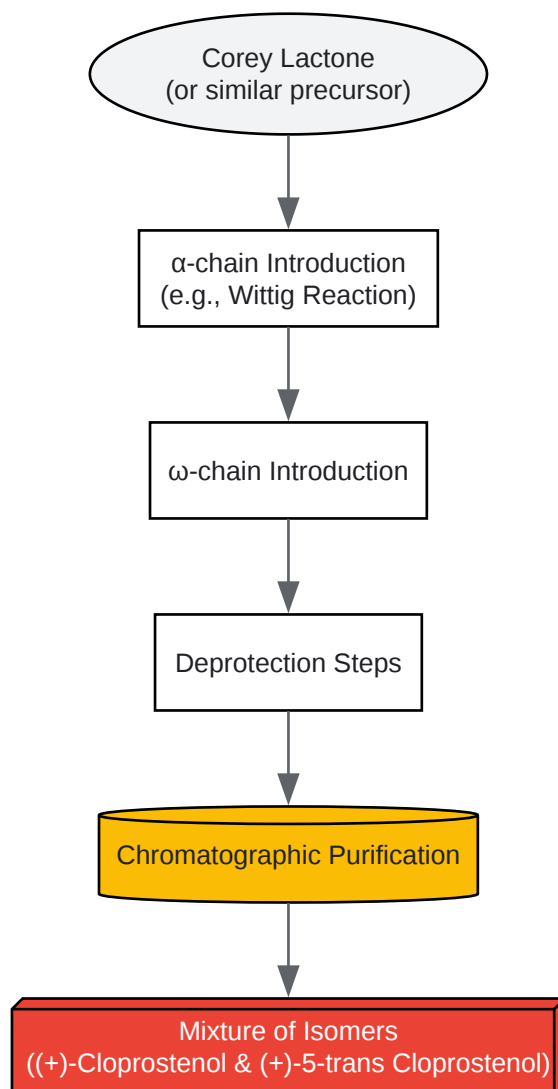 Corey Lactone
(or similar precursor)
α-chain Introduction
(e.g., Wittig Reaction)
ω-chain Introduction
Deprotection Steps
Chromatographic Purification
Mixture of Isomers
((+)-Cloprostenol & (+)-5-trans Cloprostenol)